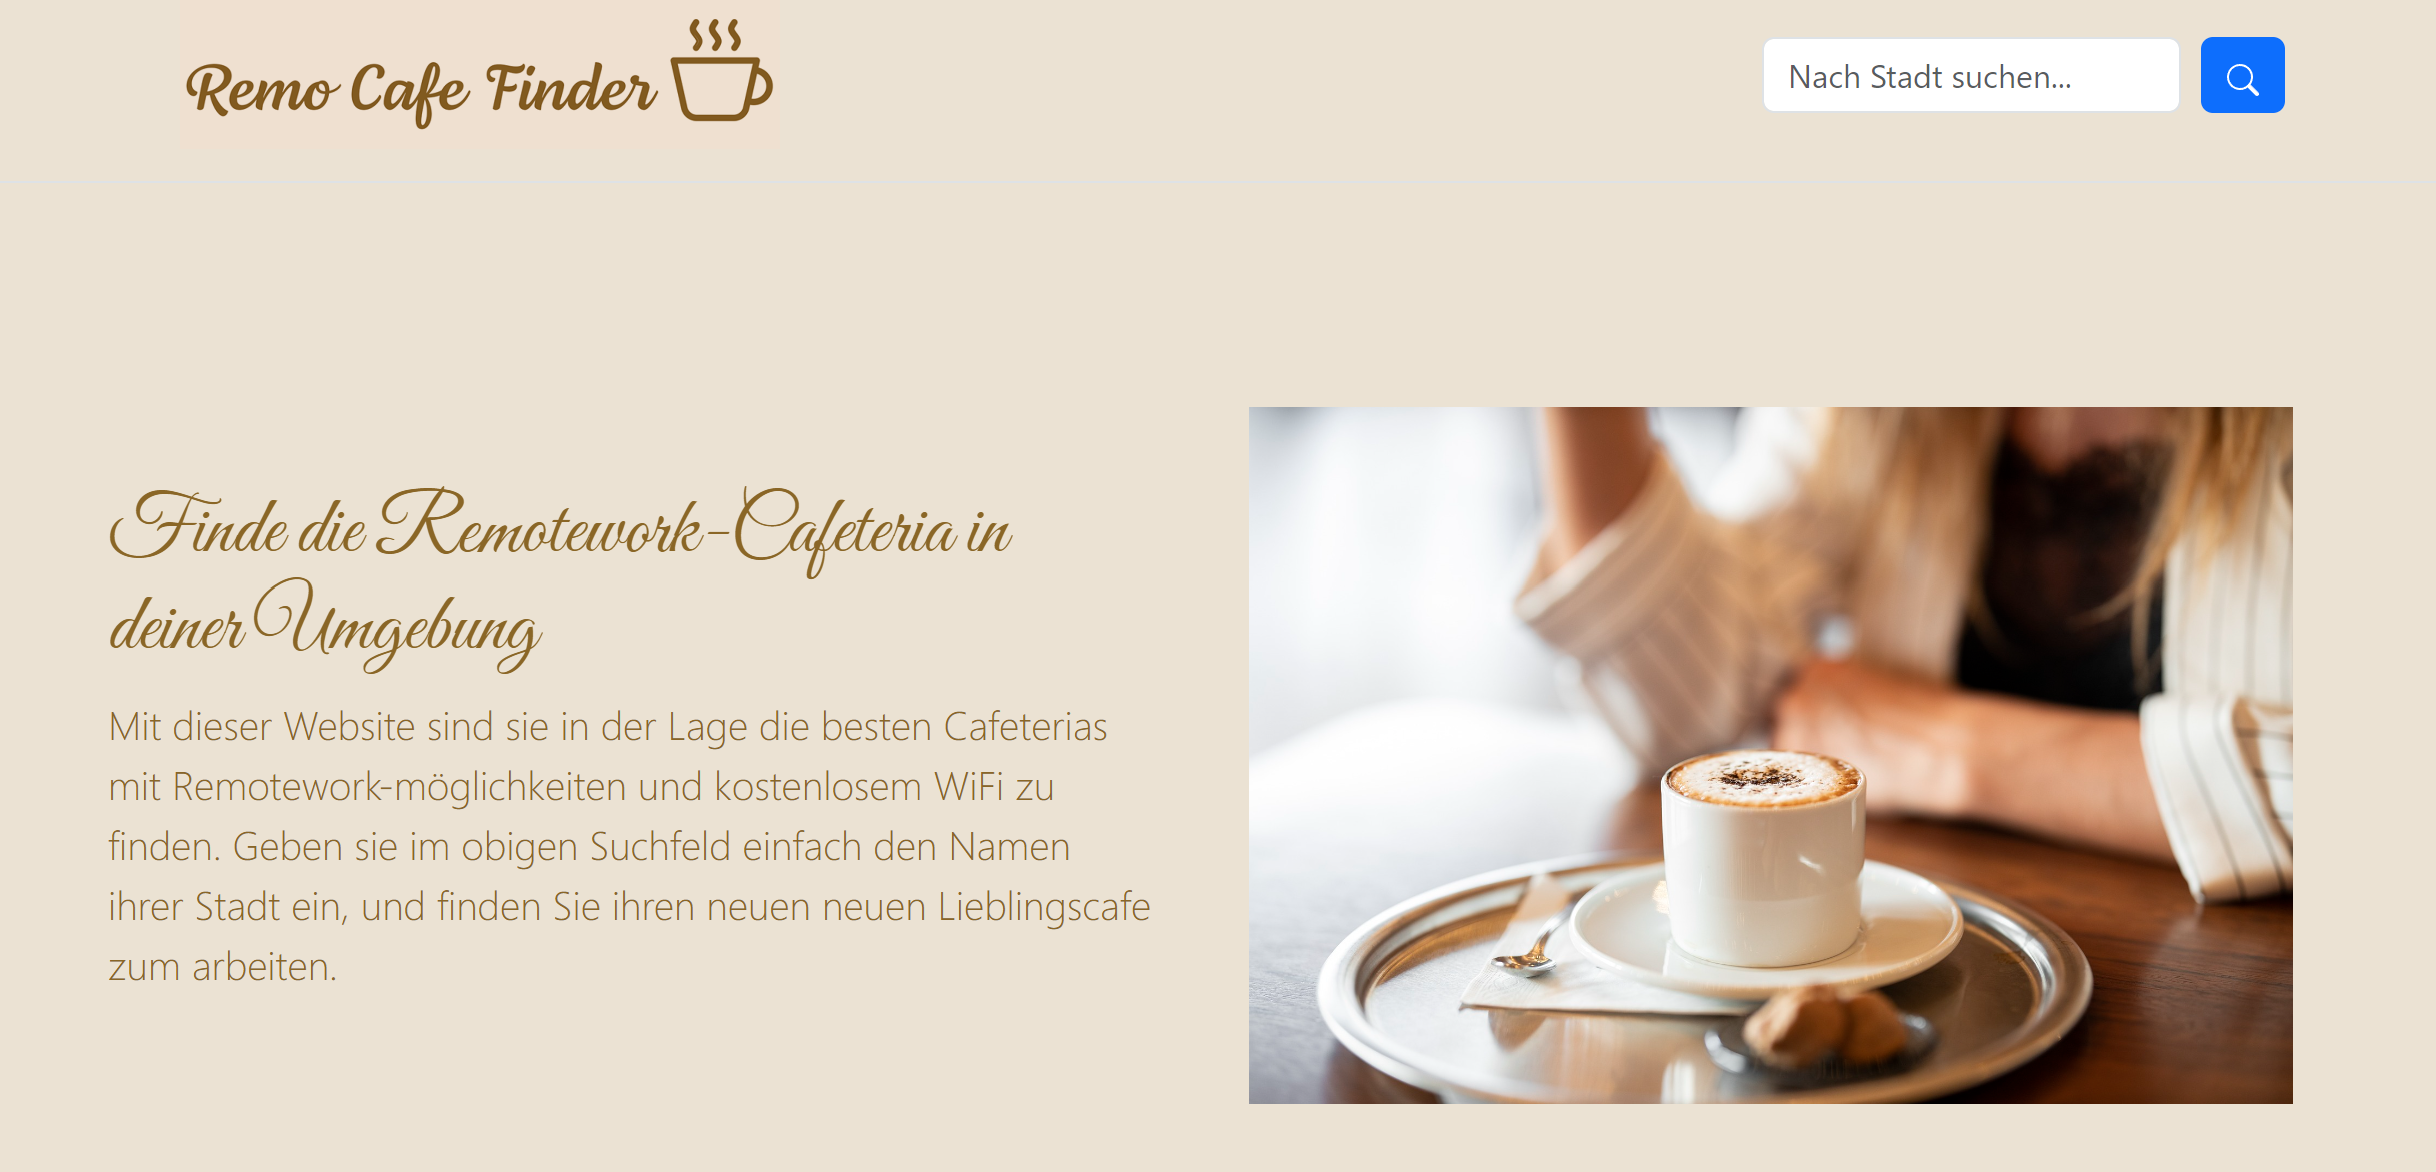 Remo Cafe Finder
Nach Stadt suchen...
Finde die Remotework-Cafeteria in
deiner Umgebung
Mit dieser Website sind sie in der Lage die besten Cafeterias
mit Remotework-möglichkeiten und kostenlosem WiFi zu
finden. Geben sie im obigen Suchfeld einfach den Namen
ihrer Stadt ein, und finden Sie ihren neuen neuen Lieblingscafe
zum arbeiten.